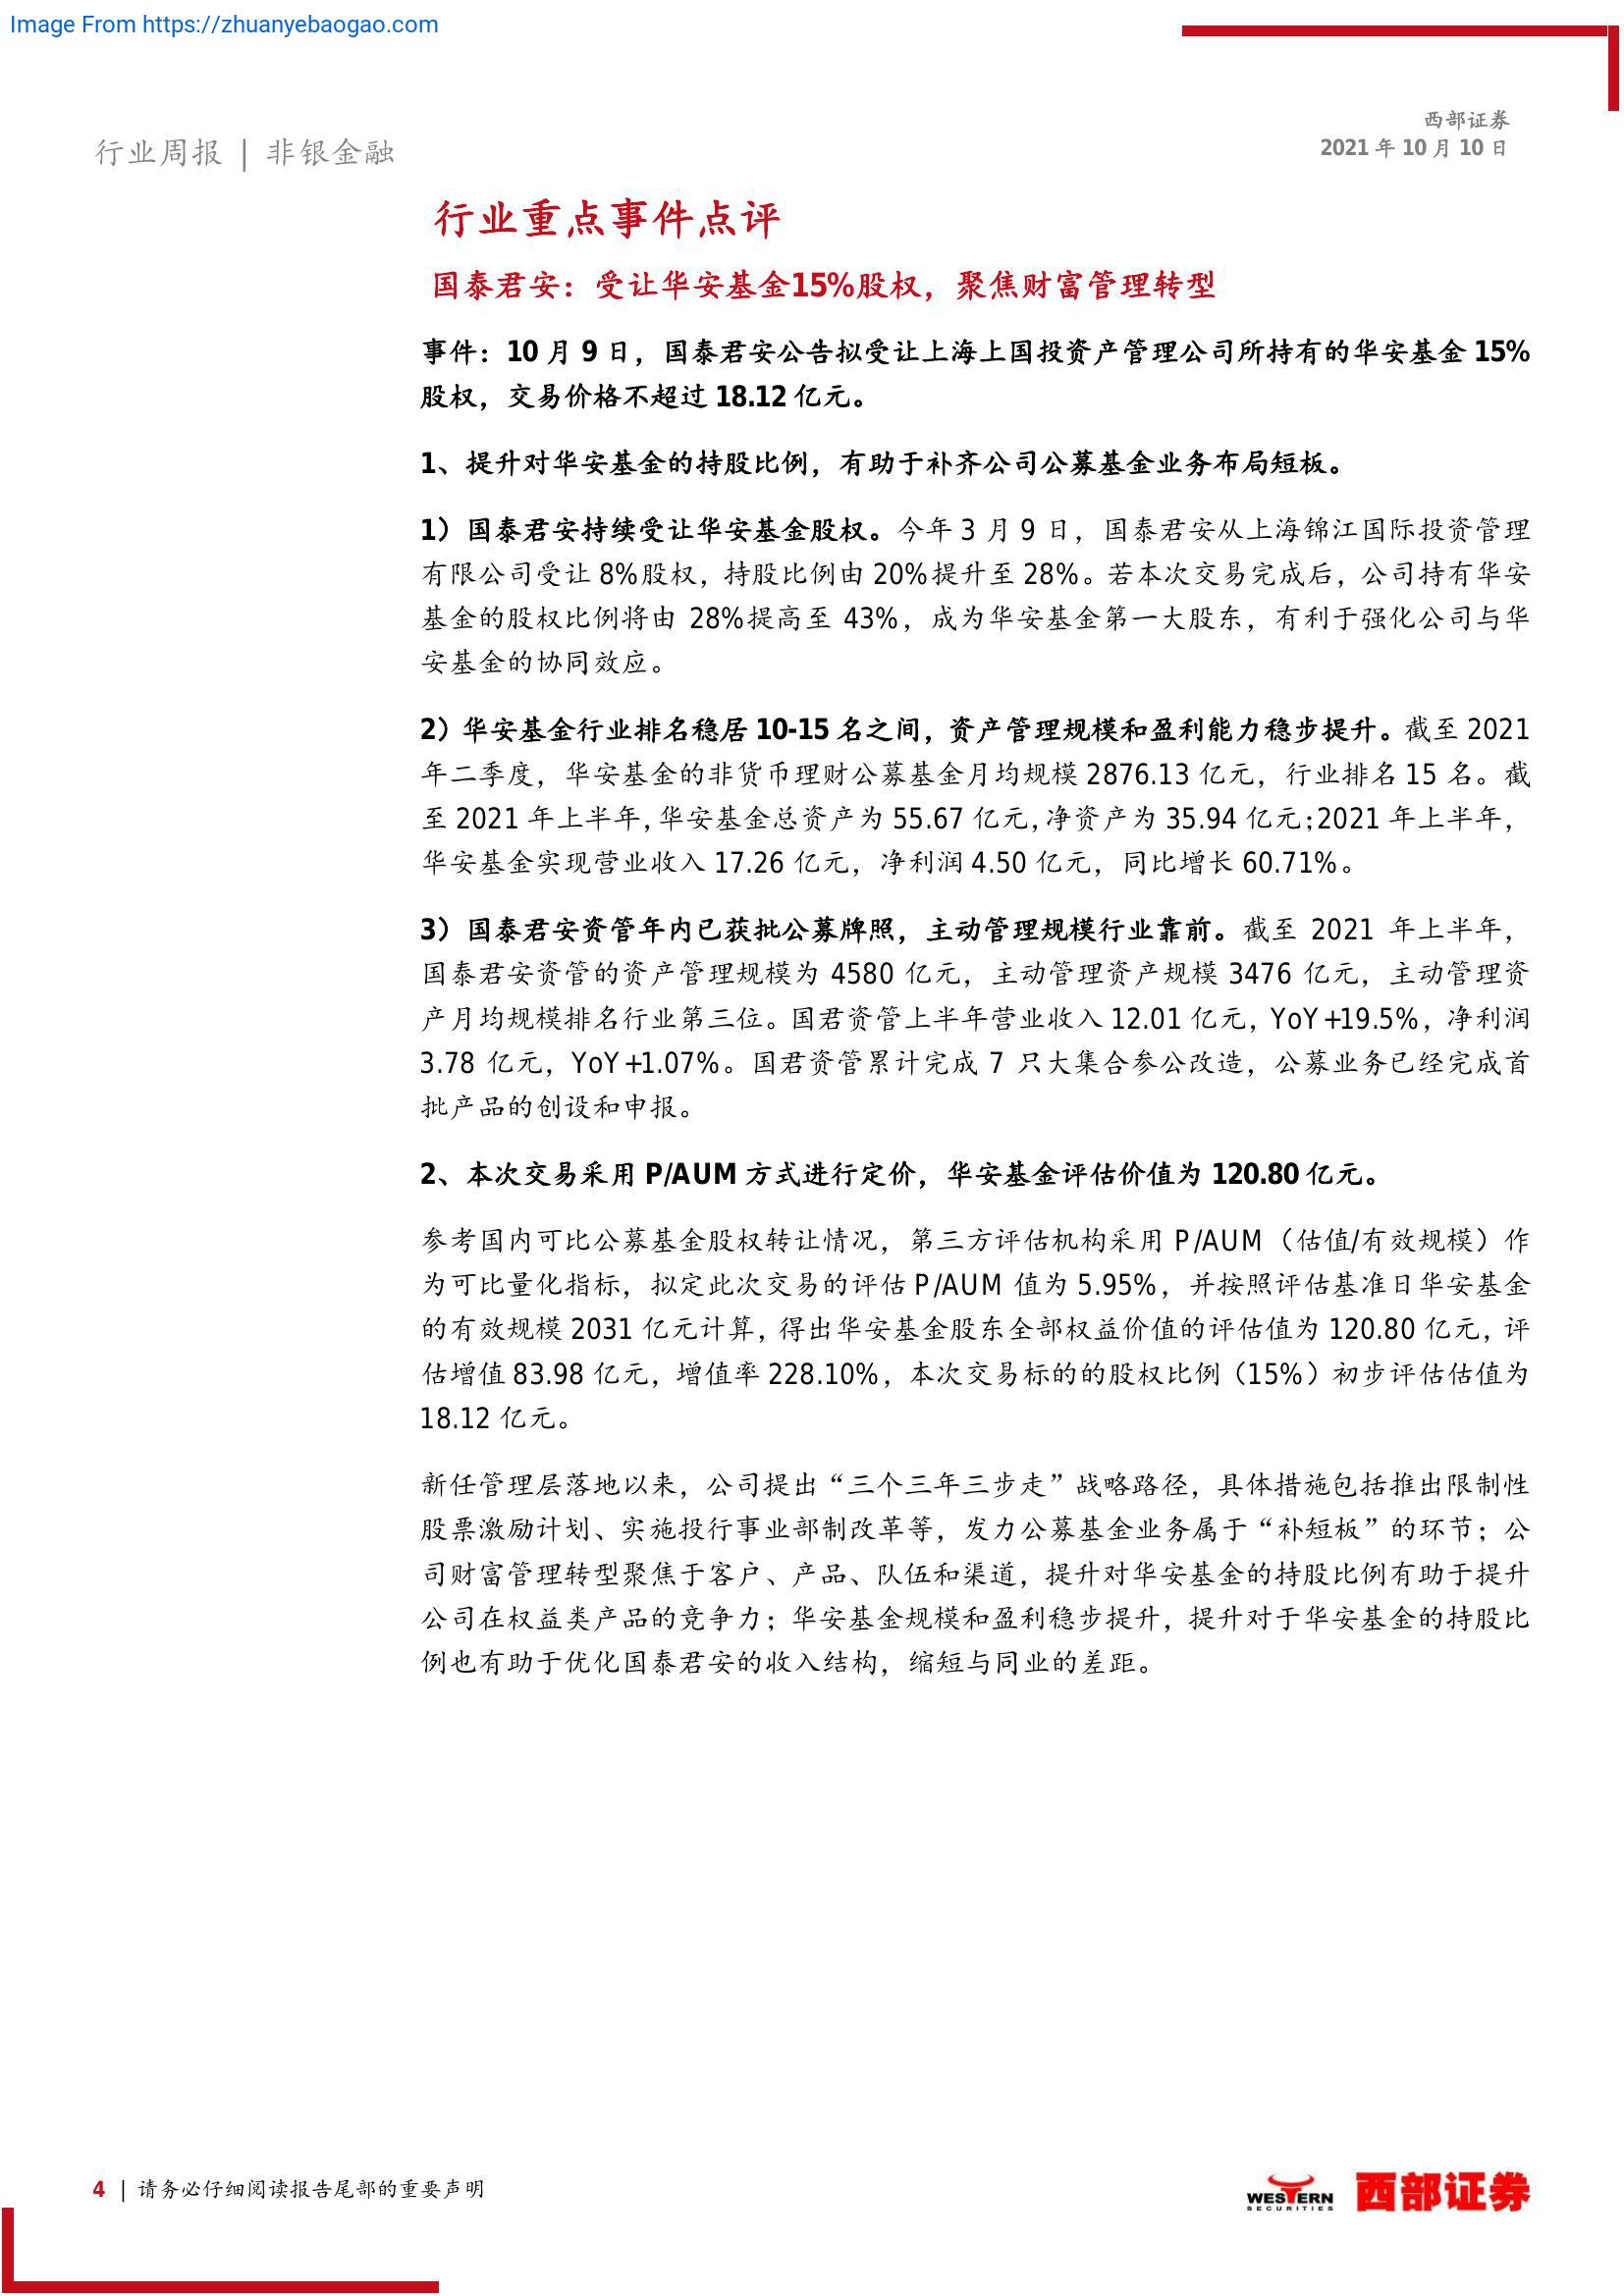 Image From https://zhuanyebaogao.com
西部证券
2021 年 10 月 10 日
行业周报 | 非银金融
行业重点事件点评
国泰君安：受让华安基金15%股权，聚焦财富管理转型
事件：10 月 9 日，国泰君安公告拟受让上海上国投资产管理公司所持有的华安基金 15%
股权，交易价格不超过 18.12 亿元。
1、提升对华安基金的持股比例，有助于补齐公司公募基金业务布局短板。
1）国泰君安持续受让华安基金股权。今年 3 月 9 日，国泰君安从上海锦江国际投资管理
有限公司受让 8%股权，持股比例由 20%提升至 28%。若本次交易完成后，公司持有华安
基金的股权比例将由 28%提高至 43%，成为华安基金第一大股东，有利于强化公司与华
安基金的协同效应。
2）华安基金行业排名稳居 10-15 名之间，资产管理规模和盈利能力稳步提升。截至 2021
年二季度，华安基金的非货币理财公募基金月均规模 2876.13 亿元，行业排名 15 名。截
至 2021 年上半年，华安基金总资产为 55.67 亿元，净资产为 35.94 亿元；2021 年上半年，
华安基金实现营业收入 17.26 亿元，净利润 4.50 亿元，同比增长 60.71%。
3）国泰君安资管年内已获批公募牌照，主动管理规模行业靠前。截至 2021 年上半年，
国泰君安资管的资产管理规模为 4580 亿元，主动管理资产规模 3476 亿元，主动管理资
产月均规模排名行业第三位。国君资管上半年营业收入 12.01 亿元，YoY+19.5%，净利润
3.78 亿元，YoY+1.07%。国君资管累计完成 7 只大集合参公改造，公募业务已经完成首
批产品的创设和申报。
2、本次交易采用 P/AUM 方式进行定价，华安基金评估价值为 120.80 亿元。
参考国内可比公募基金股权转让情况，第三方评估机构采用 P/AUM（估值/有效规模）作
为可比量化指标，拟定此次交易的评估 P/AUM 值为 5.95%，并按照评估基准日华安基金
的有效规模 2031 亿元计算，得出华安基金股东全部权益价值的评估值为 120.80 亿元，评
估增值 83.98 亿元，增值率 228.10%，本次交易标的的股权比例（15%）初步评估估值为
18.12 亿元。
新任管理层落地以来，公司提出“三个三年三步走”战略路径，具体措施包括推出限制性
股票激励计划、实施投行事业部制改革等，发力公募基金业务属于“补短板”的环节；公
司财富管理转型聚焦于客户、产品、队伍和渠道，提升对华安基金的持股比例有助于提升
公司在权益类产品的竞争力；华安基金规模和盈利稳步提升，提升对于华安基金的持股比
例也有助于优化国泰君安的收入结构，缩短与同业的差距。
4 | 请务必仔细阅读报告尾部的重要声明
WESTERN
SECURITIES
西部证券